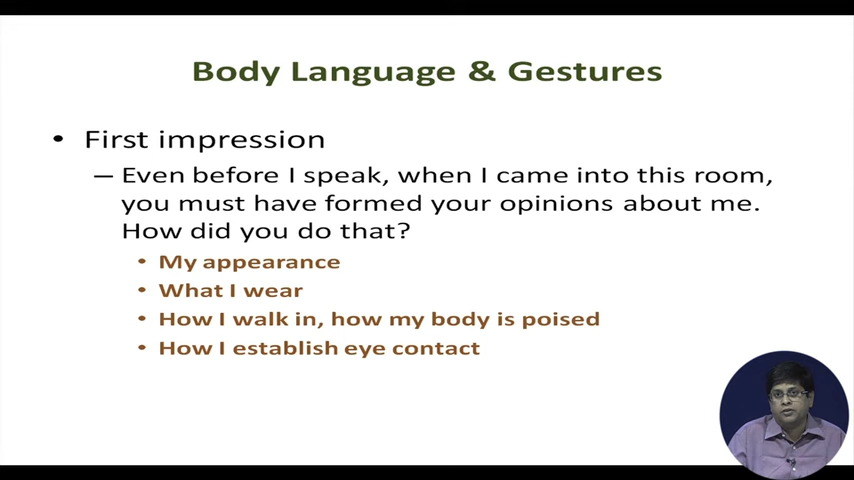 Body Language & Gestures
• First impression
– Even before I speak, when I came into this room,
you must have formed your opinions about me.
How did you do that?
• My appearance
• What I wear
• How I walk in, how my body is poised
• How I establish eye contact